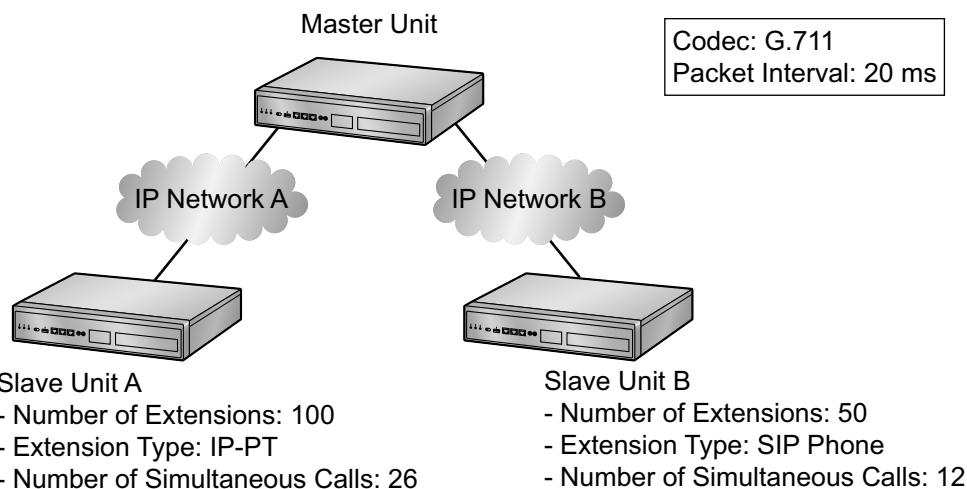 Master Unit
Codec: G.711
Packet Interval: 20 ms
IP Network A
IP Network B
Slave Unit A
- Number of Extensions: 100
- Extension Type: IP-PT
- Number of Simultaneous Calls: 26
Slave Unit B
- Number of Extensions: 50
- Extension Type: SIP Phone
- Number of Simultaneous Calls: 12